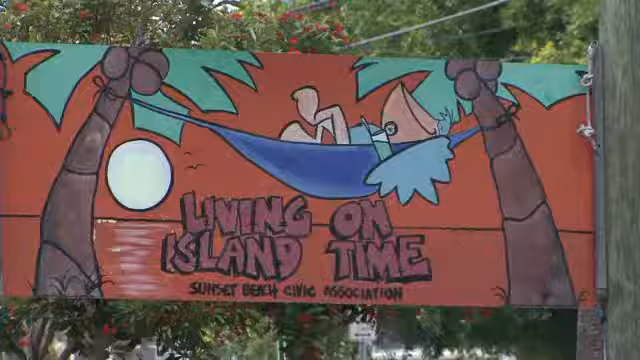 LIVING ON
ISLAND TIME
SUNSET BEACH CIVIC ASSOCIATION